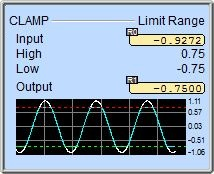 CLAMP Limit Range
Input R0 -0.9272
High 0.75
Low -0.75
Output R1 -0.7500
1.11
0.57
0.03
-0.51
-1.06